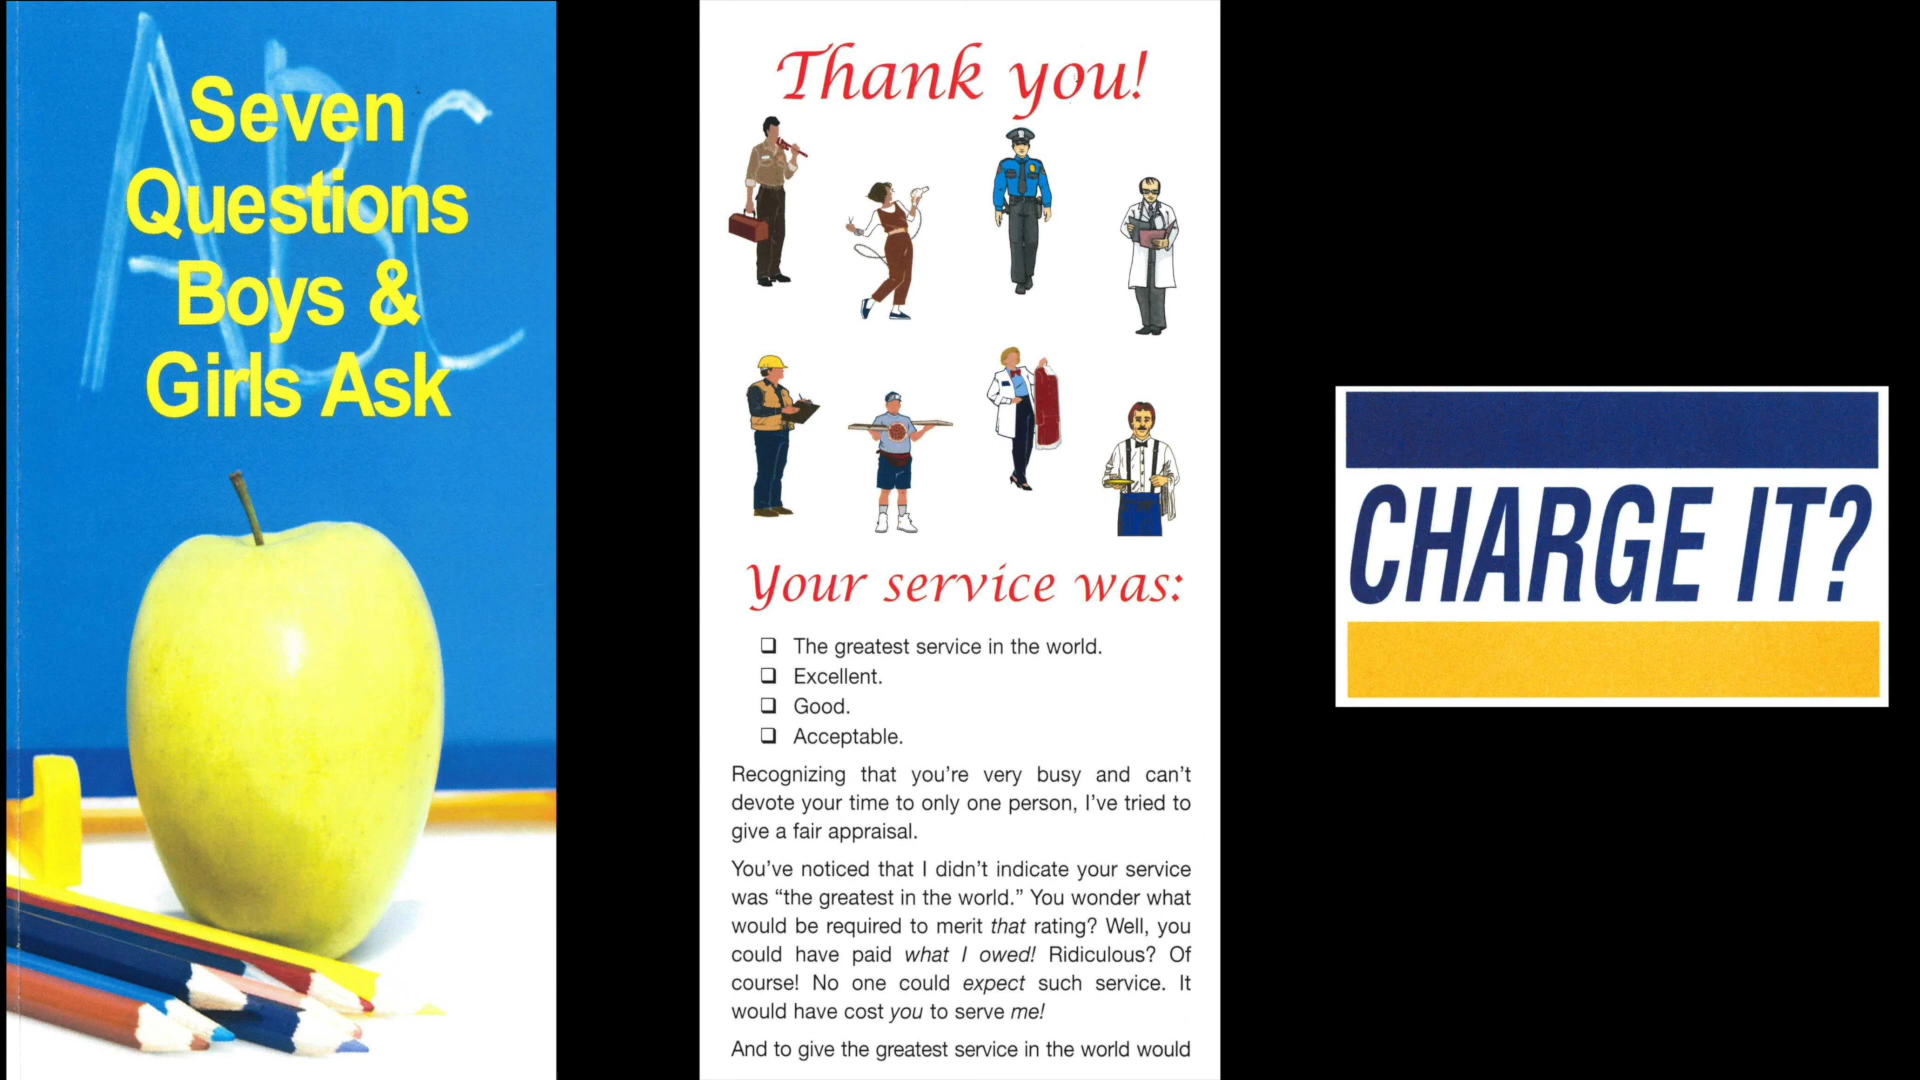 Seven
Questions
Boys &
Girls Ask
ABC
Thank you!
Your service was:
❑ The greatest service in the world.
❑ Excellent.
❑ Good.
❑ Acceptable.
Recognizing that you're very busy and can't
devote your time to only one person, I've tried to
give a fair appraisal.
You've noticed that I didn't indicate your service
was “the greatest in the world.” You wonder what
would be required to merit that rating? Well, you
could have paid what I owed! Ridiculous? Of
course! No one could expect such service. It
would have cost you to serve me!
And to give the greatest service in the world would
CHARGE IT?